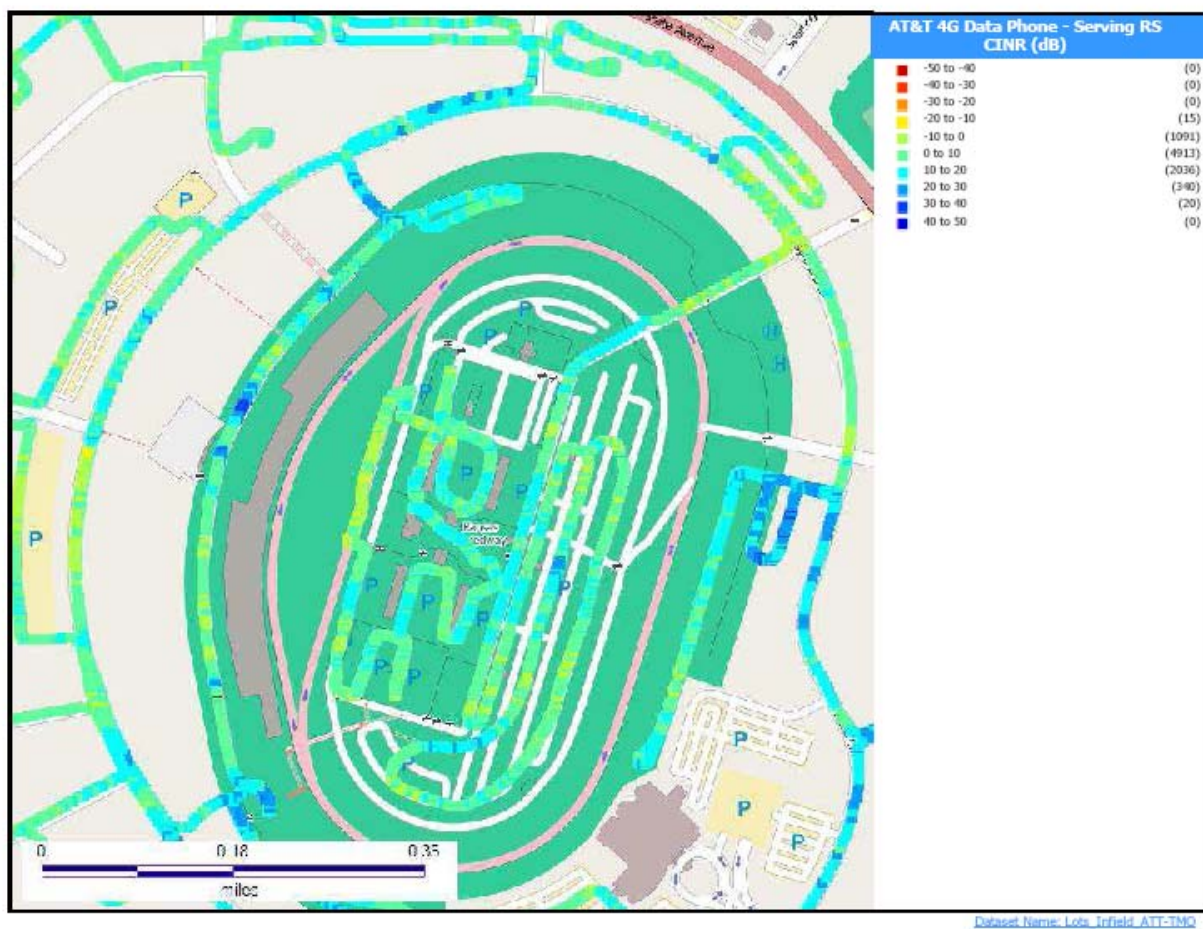 AT&T 4G Data Phone - Serving RS
CINR (dB)
-50 to -40 (0)
-40 to -30 (0)
-30 to -20 (0)
-20 to -10 (15)
-10 to 0 (1091)
0 to 10 (4913)
10 to 20 (2036)
20 to 30 (340)
30 to 40 (20)
40 to 50 (0)
P
P
P
P
P
P
H
H
P
P
P
P
P
P
P
P
P
P
P
P
P
P
0 0.18 0.35
miles
Dataset Name: Lots_Infield_ATT-TMO